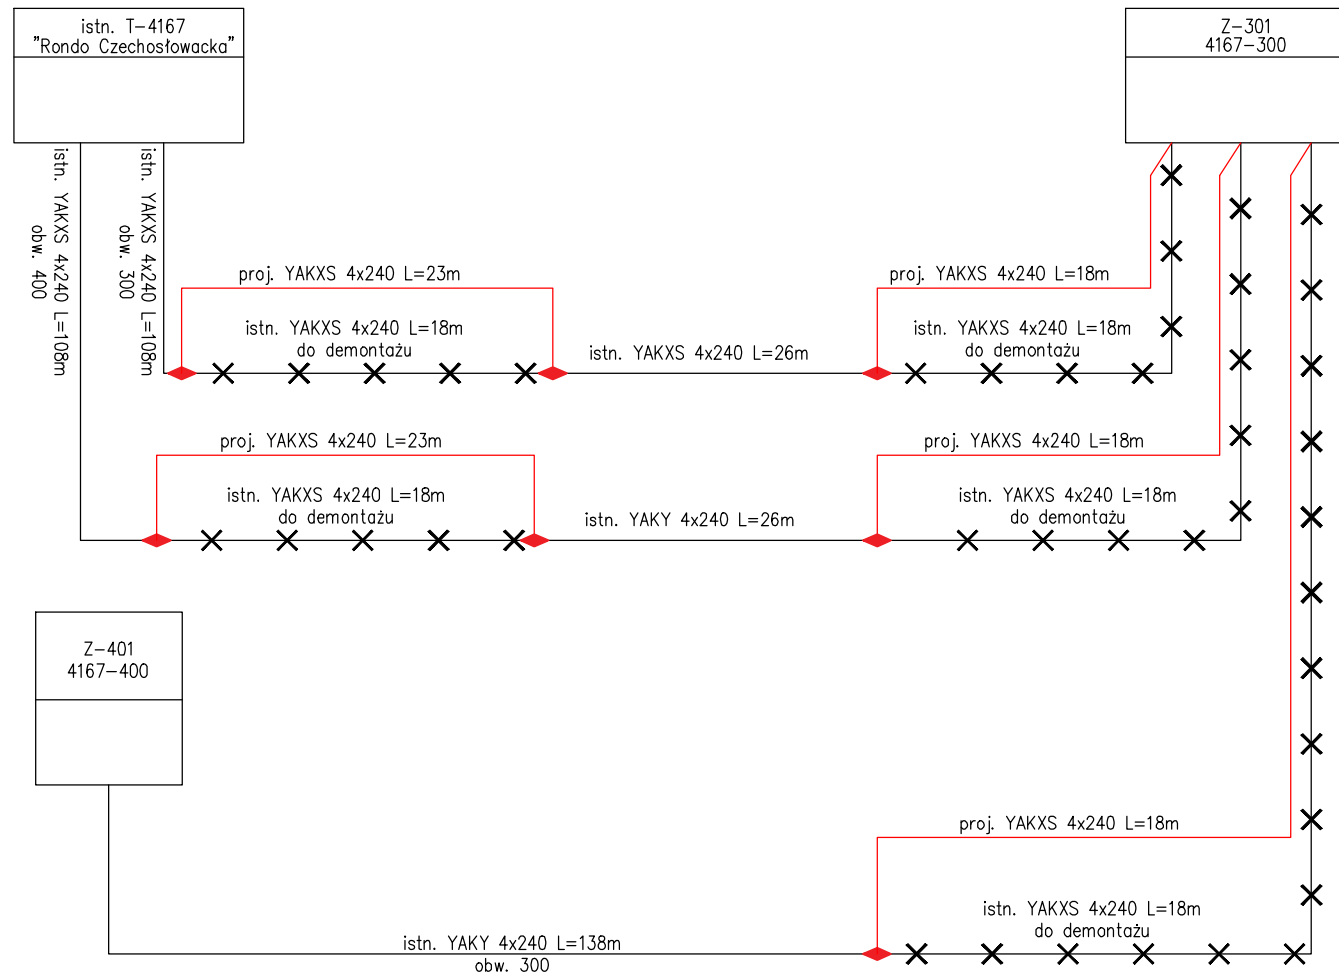 istn. T-4167
"Rondo Czechosłowacka"
Z-301
4167-300
istn. YAKXS 4x240 L=108m
obw. 400
istn. YAKXS 4x240 L=108m
obw. 300
proj. YAKXS 4x240 L=23m
proj. YAKXS 4x240 L=18m
istn. YAKXS 4x240 L=18m
do demontażu
istn. YAKXS 4x240 L=26m
istn. YAKXS 4x240 L=18m
do demontażu
proj. YAKXS 4x240 L=23m
proj. YAKXS 4x240 L=18m
istn. YAKXS 4x240 L=18m
do demontażu
istn. YAKY 4x240 L=26m
istn. YAKXS 4x240 L=18m
do demontażu
Z-401
4167-400
proj. YAKXS 4x240 L=18m
istn. YAKXS 4x240 L=18m
do demontażu
istn. YAKY 4x240 L=138m
obw. 300